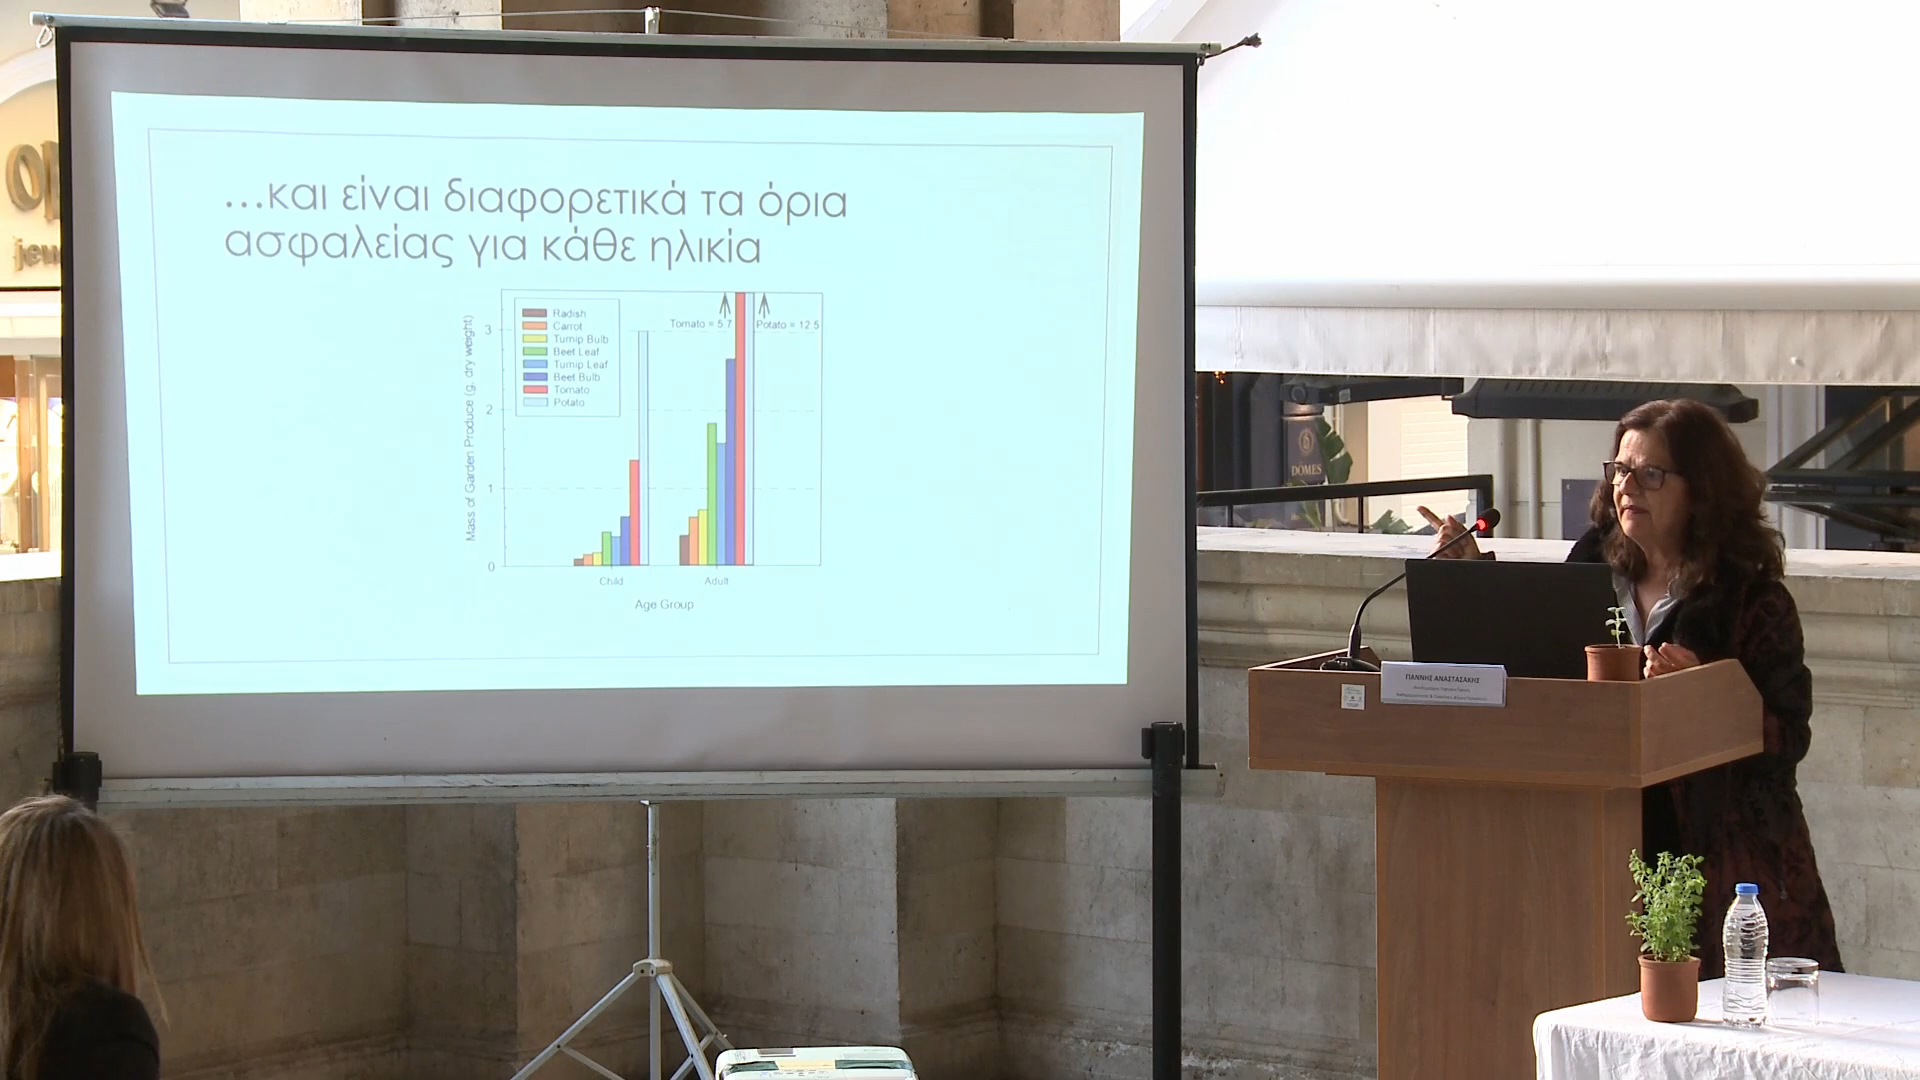 ...και είναι διαφορετικά τα όρια
ασφαλείας για κάθε ηλικία
Radish
Carrot
Turnip Bulb
Beet Leaf
Turnip Leaf
Beet Bulb
Tomato
Potato
Tomato = 5.7
Potato = 12.5
Mass of Garden Produce (g, dry weight)
3
2
1
0
Child
Adult
Age Group
DOMES
ΓΙΑΝΝΗΣ ΑΝΑΣΤΑΣΑΚΗΣ